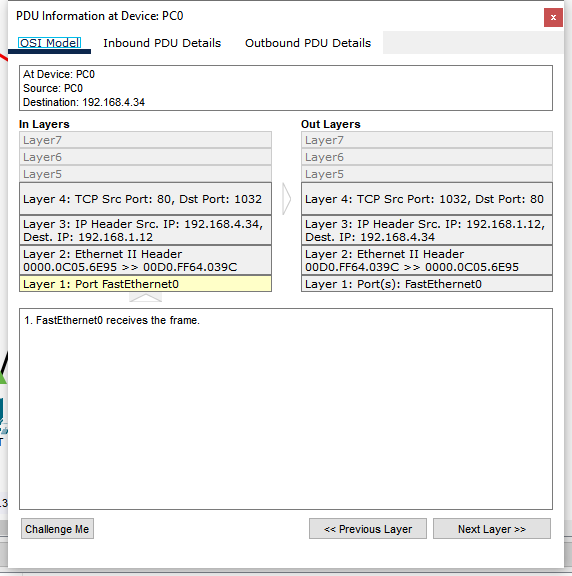 PDU Information at Device: PC0
x
OSI Model
Inbound PDU Details
Outbound PDU Details
At Device: PC0
Source: PC0
Destination: 192.168.4.34
In Layers
Layer7
Layer6
Layer5
Layer 4: TCP Src Port: 80, Dst Port: 1032
Layer 3: IP Header Src. IP: 192.168.4.34,
Dest. IP: 192.168.1.12
Layer 2: Ethernet II Header
0000.0C05.6E95 >> 00D0.FF64.039C
Layer 1: Port FastEthernet0
Out Layers
Layer7
Layer6
Layer5
Layer 4: TCP Src Port: 1032, Dst Port: 80
Layer 3: IP Header Src. IP: 192.168.1.12,
Dest. IP: 192.168.4.34
Layer 2: Ethernet II Header
00D0.FF64.039C >> 0000.0C05.6E95
Layer 1: Port(s): FastEthernet0
1. FastEthernet0 receives the frame.
Challenge Me
<< Previous Layer
Next Layer >>